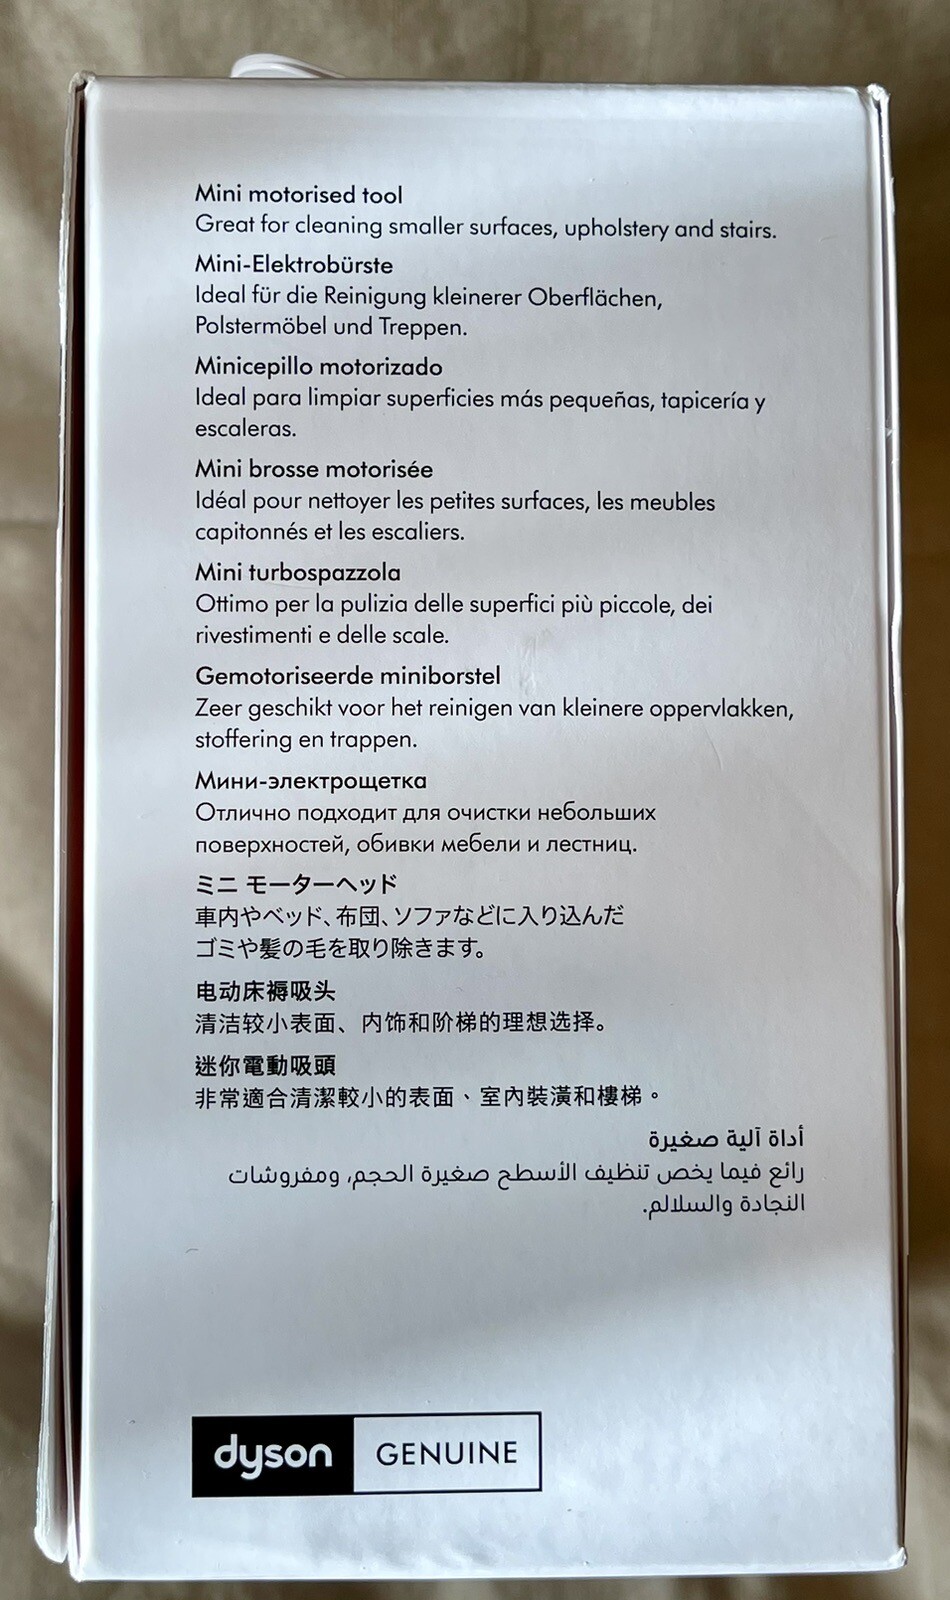 Mini motorised tool
Great for cleaning smaller surfaces, upholstery and stairs.
Mini-Elektrobürste
Ideal für die Reinigung kleinerer Oberflächen,
Polstermöbel und Treppen.
Minicepillo motorizado
Ideal para limpiar superficies más pequeñas, tapicería y
escaleras.
Mini brosse motorisée
Idéal pour nettoyer les petites surfaces, les meubles
capitonnés et les escaliers.
Mini turbospazzola
Ottimo per la pulizia delle superfici più piccole, dei
rivestimenti e delle scale.
Gemotoriseerde miniborstel
Zeer geschikt voor het reinigen van kleinere oppervlakken,
stoffering en trappen.
Мини-электрощетка
Отлично подходит для очистки небольших
поверхностей, обивки мебели и лестниц.
ミニ モーターヘッド
車内やベッド、布団、ソファなどに入り込んだ
ゴミや髪の毛を取り除きます。
电动床褥吸头
清洁较小表面、内饰和阶梯的理想选择。
迷你電動吸頭
非常適合清潔較小的表面、室內裝潢和樓梯。
أداة آلية صغيرة
رائع فيما يخص تنظيف الأسطح صغيرة الحجم، ومفروشات
النجادة والسلالم.
dyson GENUINE